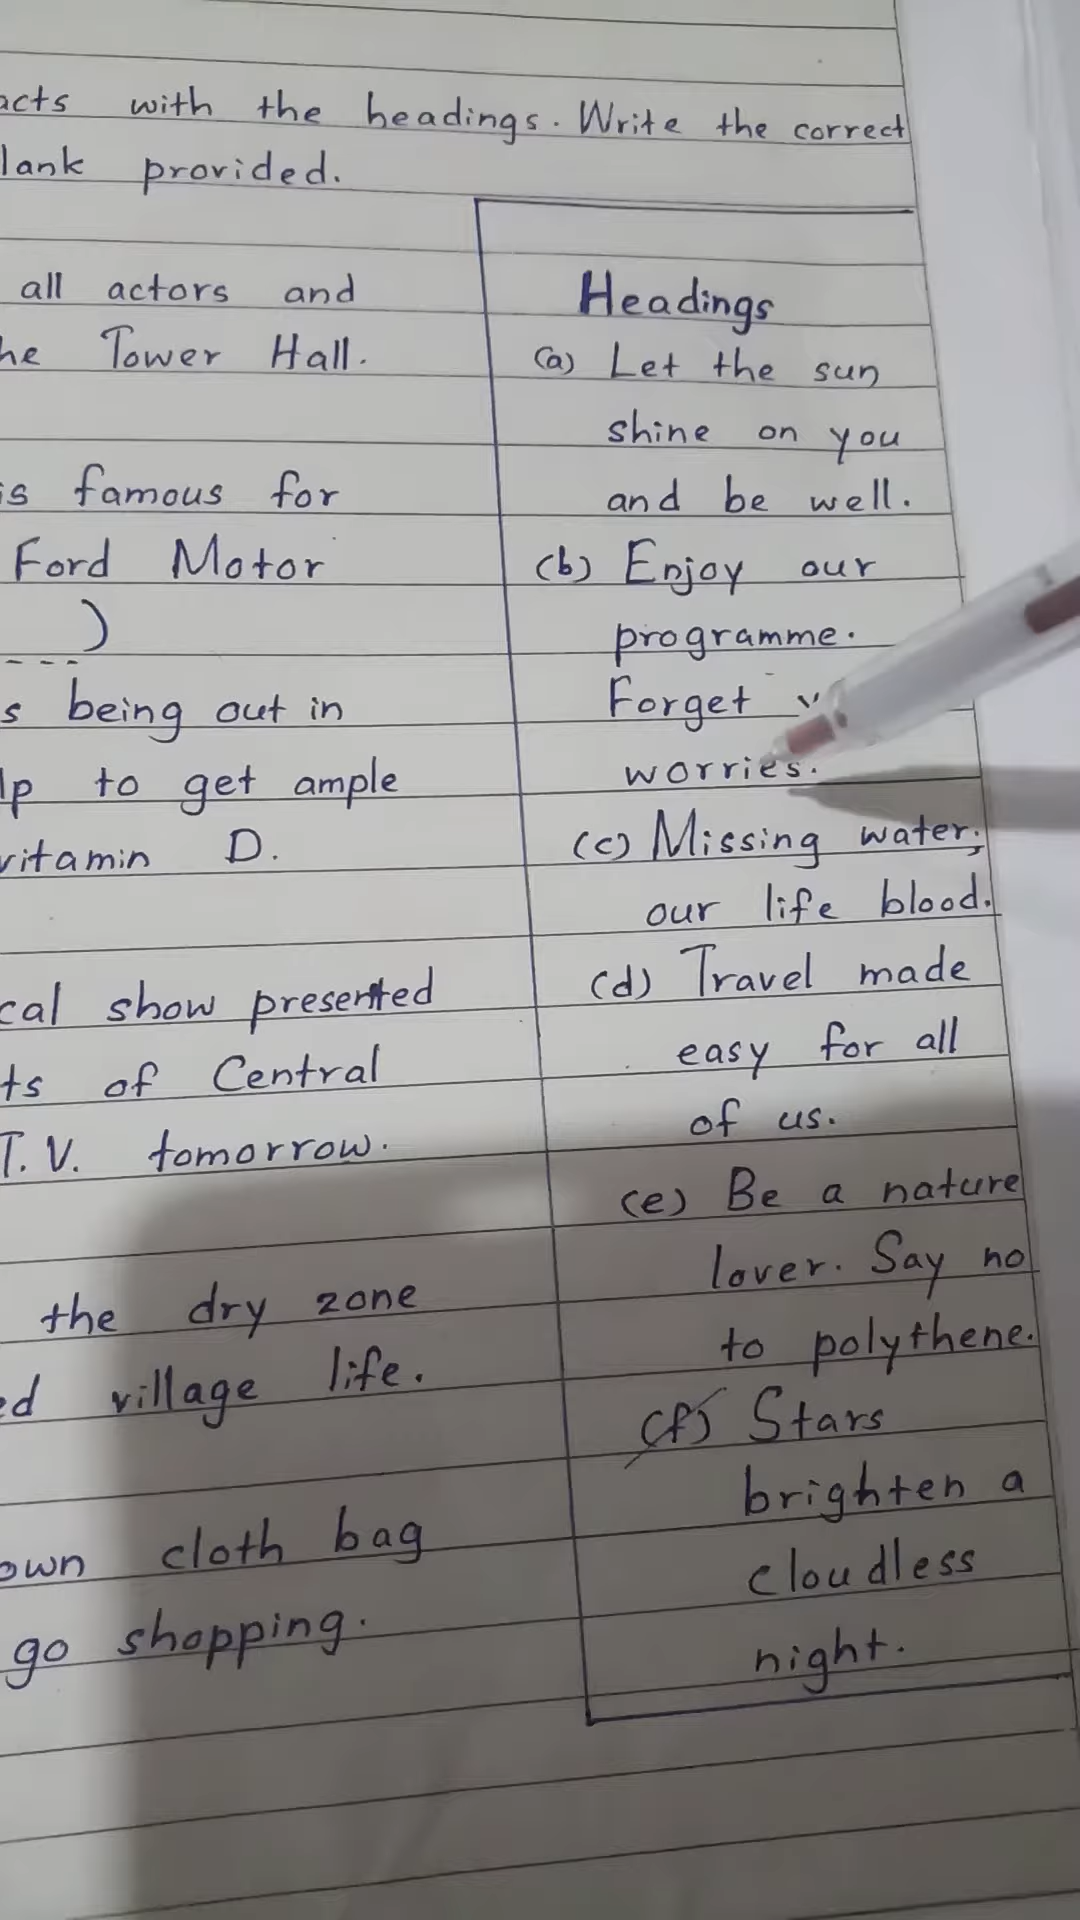 acts with the headings. Write the correct
lank provided.
all actors and
he Tower Hall.
is famous for
Ford Motor
)
s being out in
lp to get ample
vitamin D.
cal show presented
ts of Central
T.V. tomorrow.
the dry zone
ed village life.
own cloth bag
go shopping.
Headings
(a) Let the sun
shine on you
and be well.
(b) Enjoy our
programme.
Forget
worries.
(c) Missing water,
our life blood.
(d) Travel made
easy for all
of us.
(e) Be a nature
lover. Say no
to polythene.
(f) Stars
brighten a
cloudless
night.